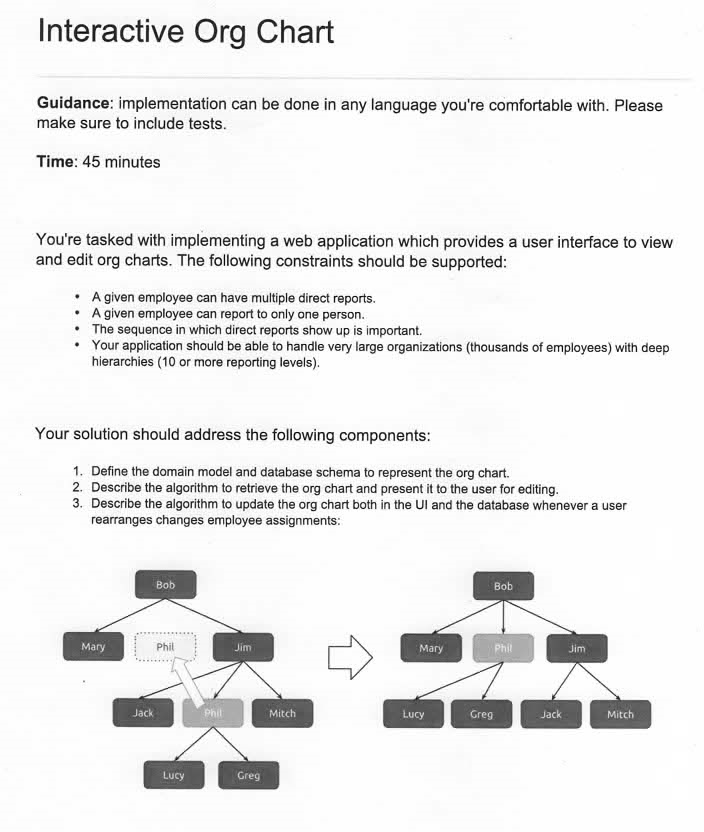 Interactive Org Chart
Guidance: implementation can be done in any language you're comfortable with. Please
make sure to include tests.
Time: 45 minutes
You're tasked with implementing a web application which provides a user interface to view
and edit org charts. The following constraints should be supported:
• A given employee can have multiple direct reports.
• A given employee can report to only one person.
• The sequence in which direct reports show up is important.
• Your application should be able to handle very large organizations (thousands of employees) with deep
hierarchies (10 or more reporting levels).
Your solution should address the following components:
1. Define the domain model and database schema to represent the org chart.
2. Describe the algorithm to retrieve the org chart and present it to the user for editing.
3. Describe the algorithm to update the org chart both in the UI and the database whenever a user
rearranges changes employee assignments:
Bob
Mary Phil Jim
Jack Phil Mitch
Lucy Greg
Bob
Mary Phil Jim
Lucy Greg Jack Mitch